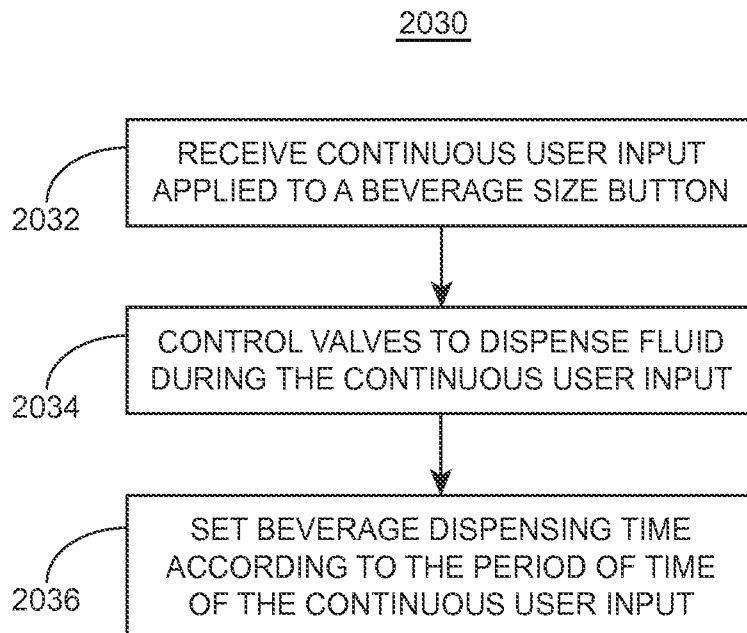 2030
RECEIVE CONTINUOUS USER INPUT
APPLIED TO A BEVERAGE SIZE BUTTON
2032
CONTROL VALVES TO DISPENSE FLUID
DURING THE CONTINUOUS USER INPUT
2034
SET BEVERAGE DISPENSING TIME
ACCORDING TO THE PERIOD OF TIME
OF THE CONTINUOUS USER INPUT
2036